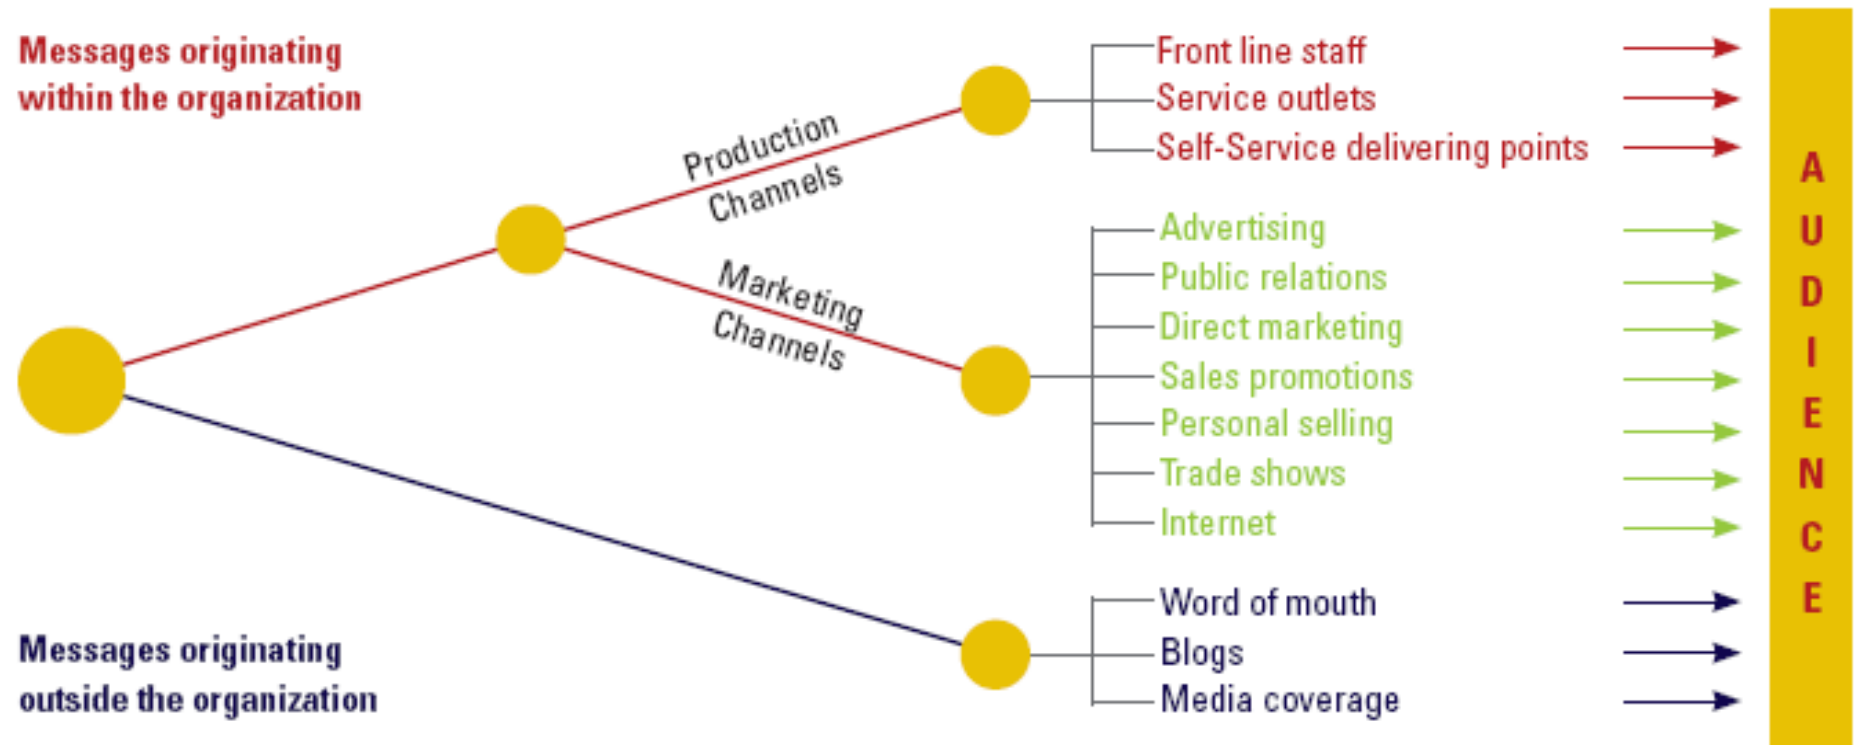 Messages originating
within the organization
Production
Channels
Marketing
Channels
Front line staff
Service outlets
Self-Service delivering points
Advertising
Public relations
Direct marketing
Sales promotions
Personal selling
Trade shows
Internet
Messages originating
outside the organization
Word of mouth
Blogs
Media coverage
AUDIENCE